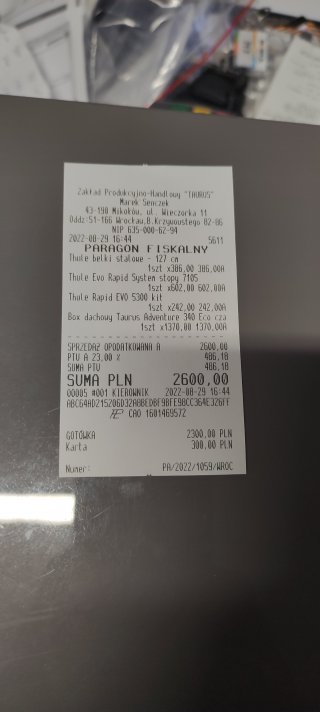 Zakład Produkcyjno-Handlowy "TAURUS"
Marek Senczek
43-190 Mikołów, ul. Wieczorka 11
Oddz:51-166 Wrocław,B.Krzywoustego 82-86
NIP 635-000-62-94
2022-08-29 16:44 5611
PARAGON FISKALNY
Thule belki stalowe - 127 cm
1szt x386,00 386,00A
Thule Evo Rapid System stopy 7105
1szt x602,00 602,00A
Thule Rapid EVO 5300 kit
1szt x242,00 242,00A
Box dachowy Taurus Adventure 340 Eco cza
1szt x1370,00 1370,00A
SPRZEDAŻ OPODATKOWANA A 2600,00
PTU A 23,00 % 486,18
SUMA PTU 486,18
SUMA PLN 2600,00
00005 #001 KIEROWNIK 2022-08-29 16:44
CAO 1601469572
GOTÓWKA 2300,00 PLN
Karta 300,00 PLN
Numer: PA/2022/1059/WROC